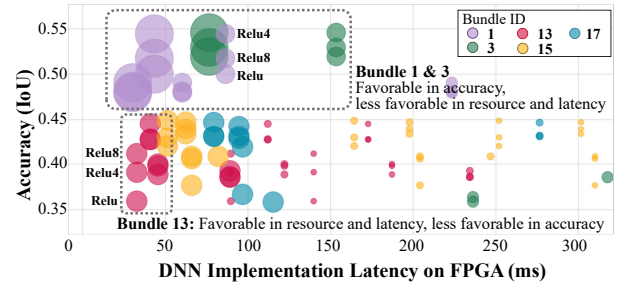 Bundle ID
1 13 17
3 15
Relu4
Relu8
Relu
Bundle 1 & 3
Favorable in accuracy,
less favorable in resource and latency
Relu8
Relu4
Relu
Bundle 13: Favorable in resource and latency, less favorable in accuracy
0.55
0.50
0.45
0.40
0.35
Accuracy (IoU)
0 50 100 150 200 250 300
DNN Implementation Latency on FPGA (ms)